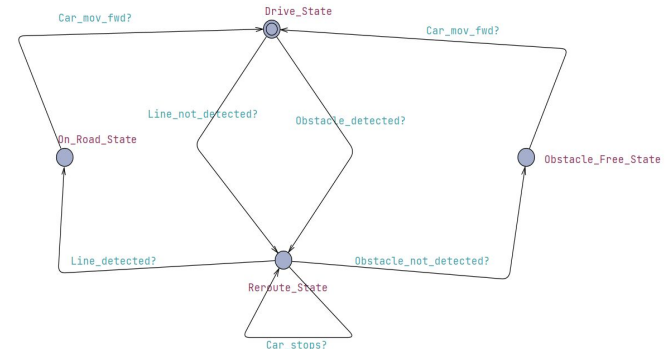 Drive_State
Car_mov_fwd?
Car_mov_fwd?
Line_not_detected?
Obstacle_detected?
On_Road_State
Obstacle_Free_State
Line_detected?
Obstacle_not_detected?
Reroute_State
Car_stops?